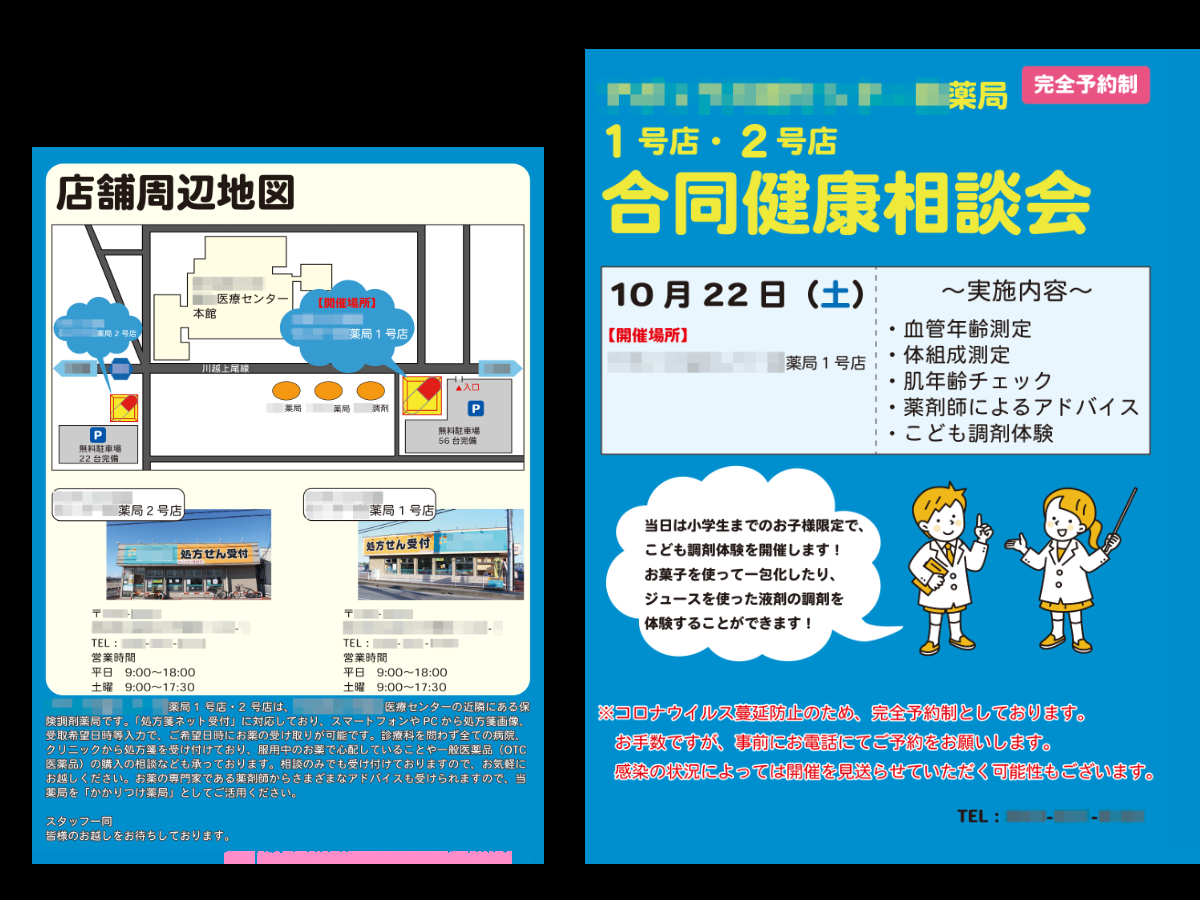 店舗周辺地図
医療センター
本館
【開催場所】
薬局1号店
薬局2号店
川越上尾線
薬局
薬局
調剤
▲入口
P
無料駐車場
56台完備
P
無料駐車場
22台完備
薬局2号店
処方せん受付
〒
TEL：
営業時間
平日 9:00〜18:00
土曜 9:00〜17:30
薬局1号店
処方せん受付
〒
TEL：
営業時間
平日 9:00〜18:00
土曜 9:00〜17:30
薬局1号店・2号店は、医療センターの近隣にある保
険調剤薬局です。「処方箋ネット受付」に対応しており、スマートフォンやPCから処方箋画像、
受取希望日時等入力で、ご希望日時にお薬の受け取りが可能です。診療科を問わず全ての病院、
クリニックから処方箋を受け付けており、服用中のお薬で心配していることや一般医薬品（OTC
医薬品）の購入の相談なども承っております。相談のみでも受け付けておりますので、お気軽に
お越しください。お薬の専門家である薬剤師からさまざまなアドバイスも受けられますので、当
薬局を「かかりつけ薬局」としてご活用ください。
スタッフ一同
皆様のお越しをお待ちしております。
薬局
完全予約制
1号店・2号店
合同健康相談会
10月22日（土）
【開催場所】
薬局1号店
〜実施内容〜
・血管年齢測定
・体組成測定
・肌年齢チェック
・薬剤師によるアドバイス
・こども調剤体験
当日は小学生までのお子様限定で、
こども調剤体験を開催します！
お菓子を使って一包化したり、
ジュースを使った液剤の調剤を
体験することができます！
※コロナウイルス蔓延防止のため、完全予約制としております。
お手数ですが、事前にお電話にてご予約をお願いします。
感染の状況によっては開催を見送らせていただく可能性もございます。
TEL：